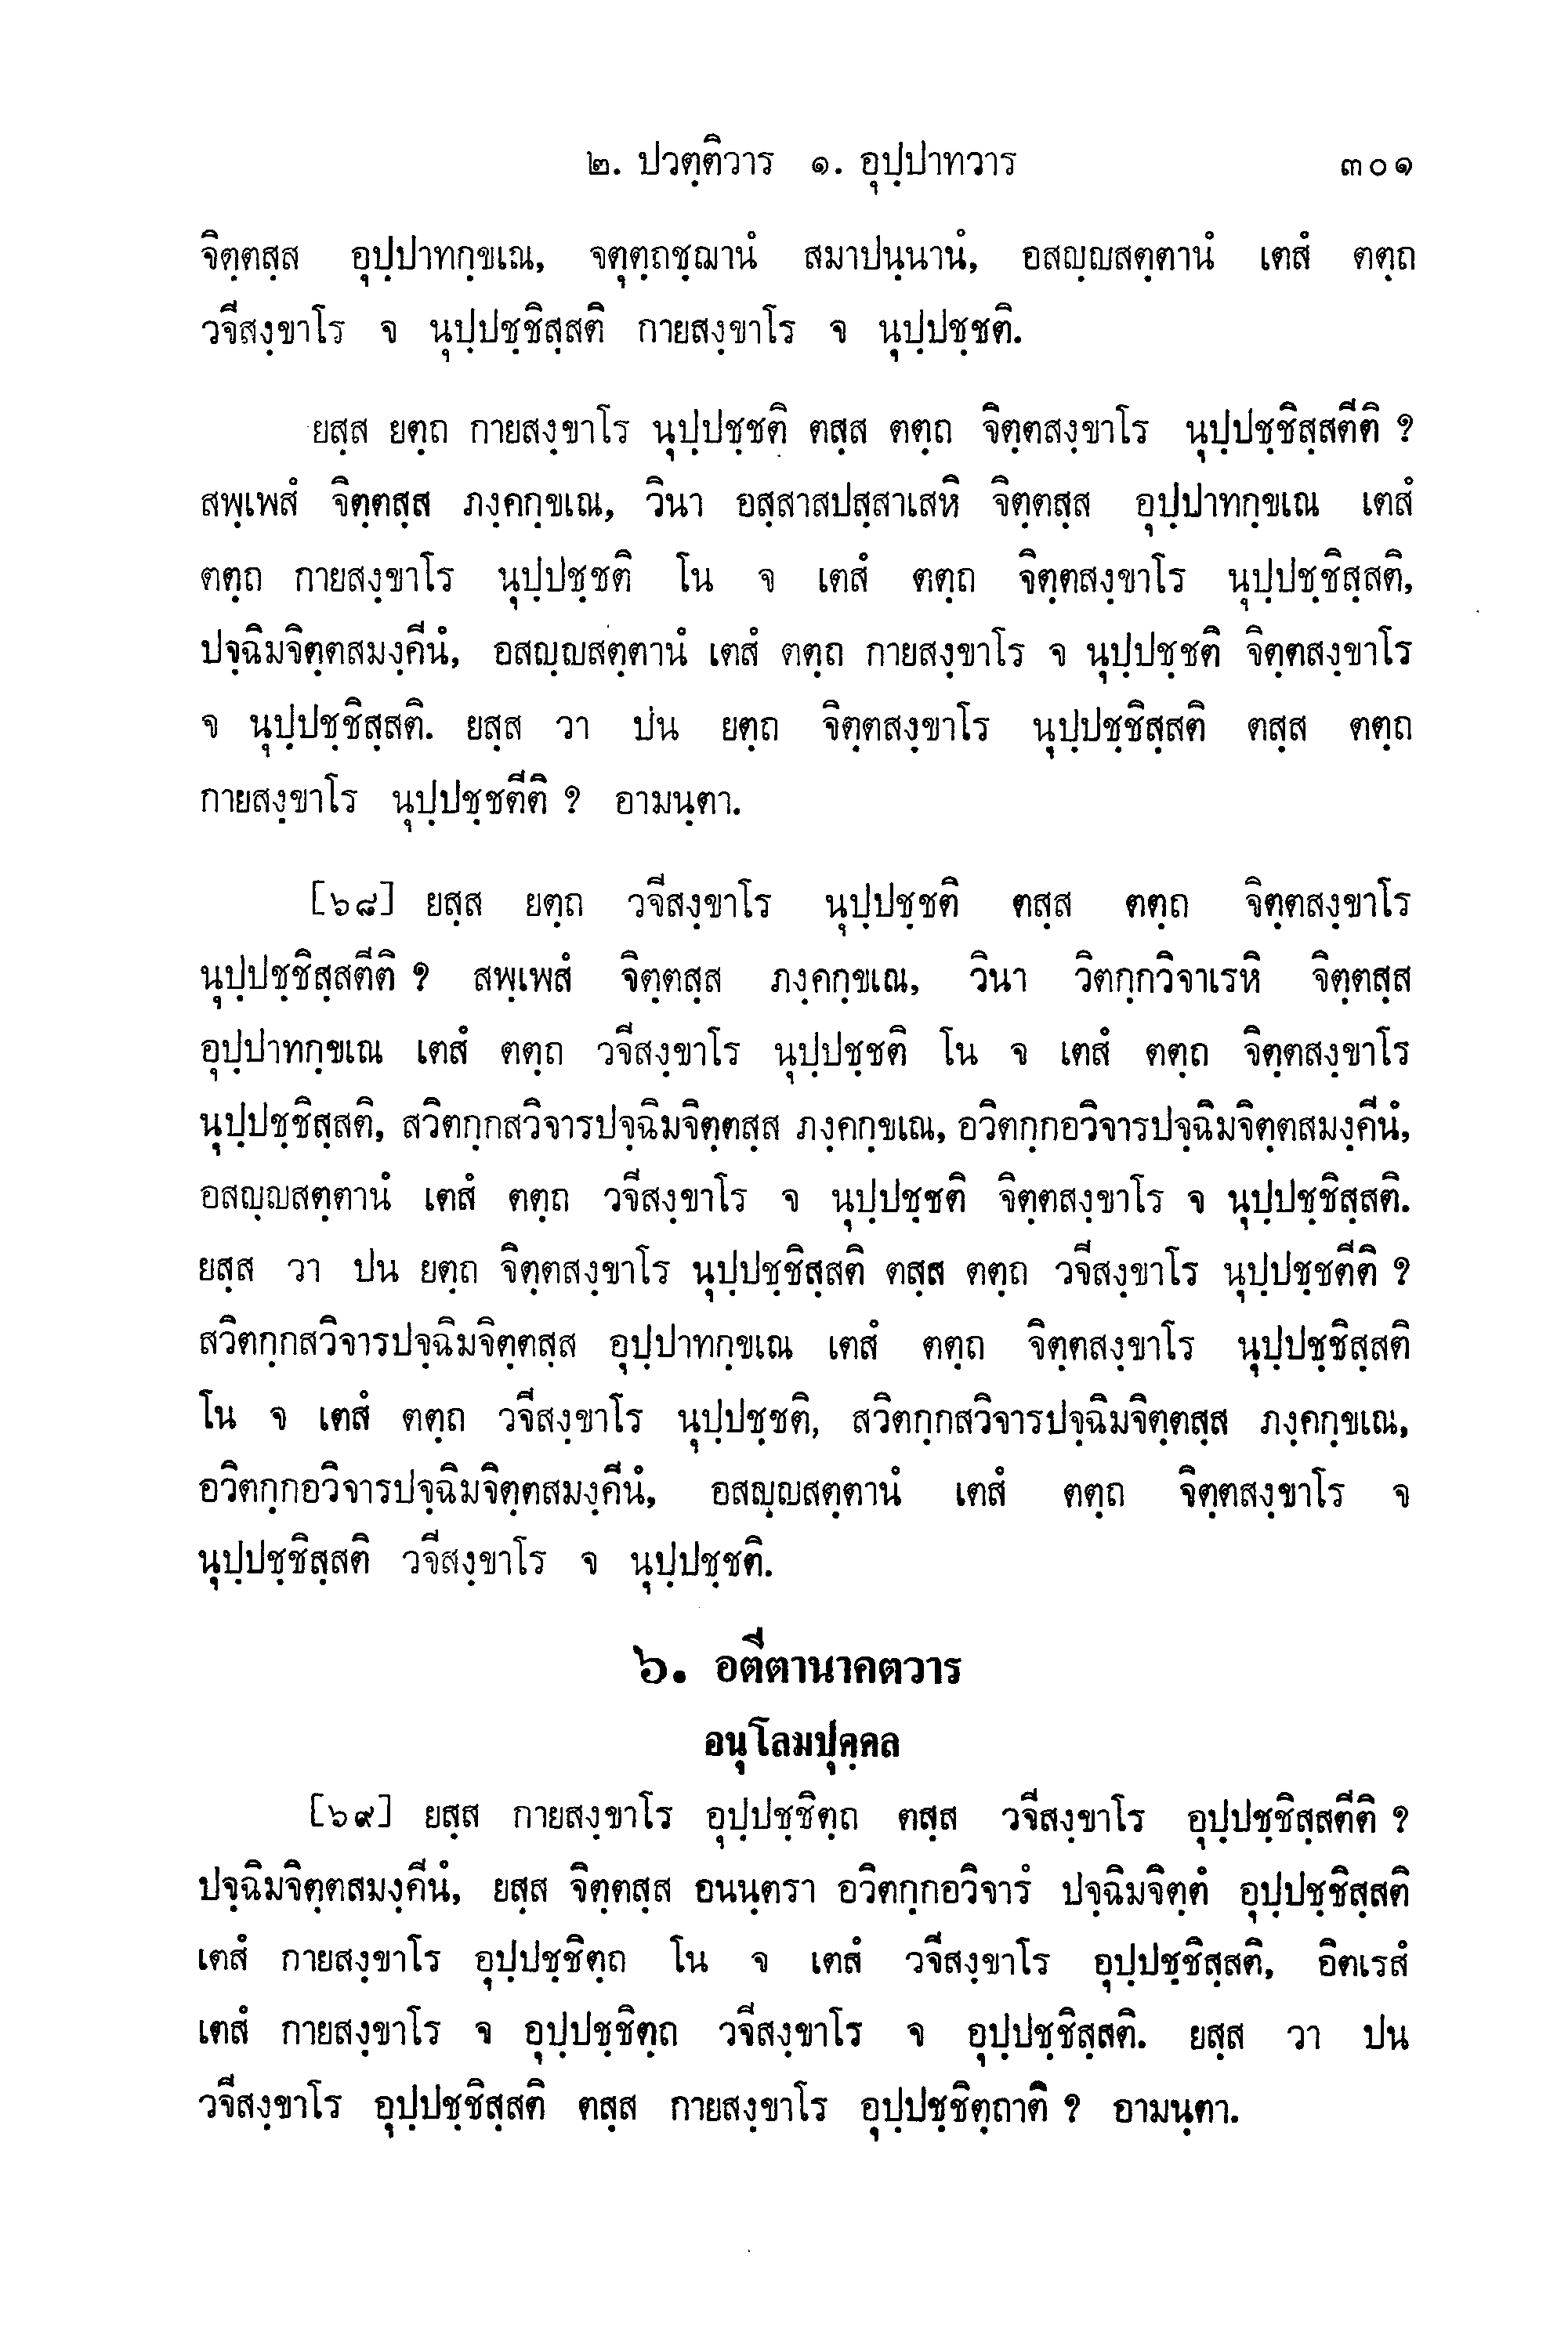 ๒. ปวตฺติวาร ๑. อุปฺปาทวาร ๓๐๑
จิตฺตสฺส อุปฺปาทกฺขเณ, จตุตฺถชฺฌานํ สมาปนฺนานํ, อสญฺญสตฺตานํ เตสํ ตตฺถ
วจีสงฺขาโร จ นุปฺปชฺชิสฺสติ กายสงฺขาโร จ นุปฺปชฺชติ.
ยสฺส ยตฺถ กายสงฺขาโร นุปฺปชฺชติ ตสฺส ตตฺถ จิตฺตสงฺขาโร นุปฺปชฺชิสฺสตีติ ?
สพฺเพสํ จิตฺตสฺส ภงฺคกฺขเณ, วินา อสฺสาสปสฺสาเสหิ จิตฺตสฺส อุปฺปาทกฺขเณ เตสํ
ตตฺถ กายสงฺขาโร นุปฺปชฺชติ โน จ เตสํ ตตฺถ จิตฺตสงฺขาโร นุปฺปชฺชิสฺสติ,
ปจฺฉิมจิตฺตสมงฺคีนํ, อสญฺญสตฺตานํ เตสํ ตตฺถ กายสงฺขาโร จ นุปฺปชฺชติ จิตฺตสงฺขาโร
จ นุปฺปชฺชิสฺสติ. ยสฺส วา ปน ยตฺถ จิตฺตสงฺขาโร นุปฺปชฺชิสฺสติ ตสฺส ตตฺถ
กายสงฺขาโร นุปฺปชฺชตีติ ? อามนฺตา.
[๖๘] ยสฺส ยตฺถ วจีสงฺขาโร นุปฺปชฺชติ ตสฺส ตตฺถ จิตฺตสงฺขาโร
นุปฺปชฺชิสฺสตีติ ? สพฺเพสํ จิตฺตสฺส ภงฺคกฺขเณ, วินา วิตกฺกวิจาเรหิ จิตฺตสฺส
อุปฺปาทกฺขเณ เตสํ ตตฺถ วจีสงฺขาโร นุปฺปชฺชติ โน จ เตสํ ตตฺถ จิตฺตสงฺขาโร
นุปฺปชฺชิสฺสติ, สวิตกฺกสวิจารปจฺฉิมจิตฺตสฺส ภงฺคกฺขเณ, อวิตกฺกอวิจารปจฺฉิมจิตฺตสมงฺคีนํ,
อสญฺญสตฺตานํ เตสํ ตตฺถ วจีสงฺขาโร จ นุปฺปชฺชติ จิตฺตสงฺขาโร จ นุปฺปชฺชิสฺสติ.
ยสฺส วา ปน ยตฺถ จิตฺตสงฺขาโร นุปฺปชฺชิสฺสติ ตสฺส ตตฺถ วจีสงฺขาโร นุปฺปชฺชตีติ ?
สวิตกฺกสวิจารปจฺฉิมจิตฺตสฺส อุปฺปาทกฺขเณ เตสํ ตตฺถ จิตฺตสงฺขาโร นุปฺปชฺชิสฺสติ
โน จ เตสํ ตตฺถ วจีสงฺขาโร นุปฺปชฺชติ, สวิตกฺกสวิจารปจฺฉิมจิตฺตสฺส ภงฺคกฺขเณ,
อวิตกฺกอวิจารปจฺฉิมจิตฺตสมงฺคีนํ, อสญฺญสตฺตานํ เตสํ ตตฺถ จิตฺตสงฺขาโร จ
นุปฺปชฺชิสฺสติ วจีสงฺขาโร จ นุปฺปชฺชติ.
๖. อตีตานาคตวาร
อนุโลมปุคฺคล
[๖๙] ยสฺส กายสงฺขาโร อุปฺปชฺชิตฺถ ตสฺส วจีสงฺขาโร อุปฺปชฺชิสฺสตีติ ?
ปจฺฉิมจิตฺตสมงฺคีนํ, ยสฺส จิตฺตสฺส อนนฺตรา อวิตกฺกอวิจารํ ปจฺฉิมจิตฺตํ อุปฺปชฺชิสฺสติ
เตสํ กายสงฺขาโร อุปฺปชฺชิตฺถ โน จ เตสํ วจีสงฺขาโร อุปฺปชฺชิสฺสติ, อิตเรสํ
เตสํ กายสงฺขาโร จ อุปฺปชฺชิตฺถ วจีสงฺขาโร จ อุปฺปชฺชิสฺสติ. ยสฺส วา ปน
วจีสงฺขาโร อุปฺปชฺชิสฺสติ ตสฺส กายสงฺขาโร อุปฺปชฺชิตฺถาติ ? อามนฺตา.